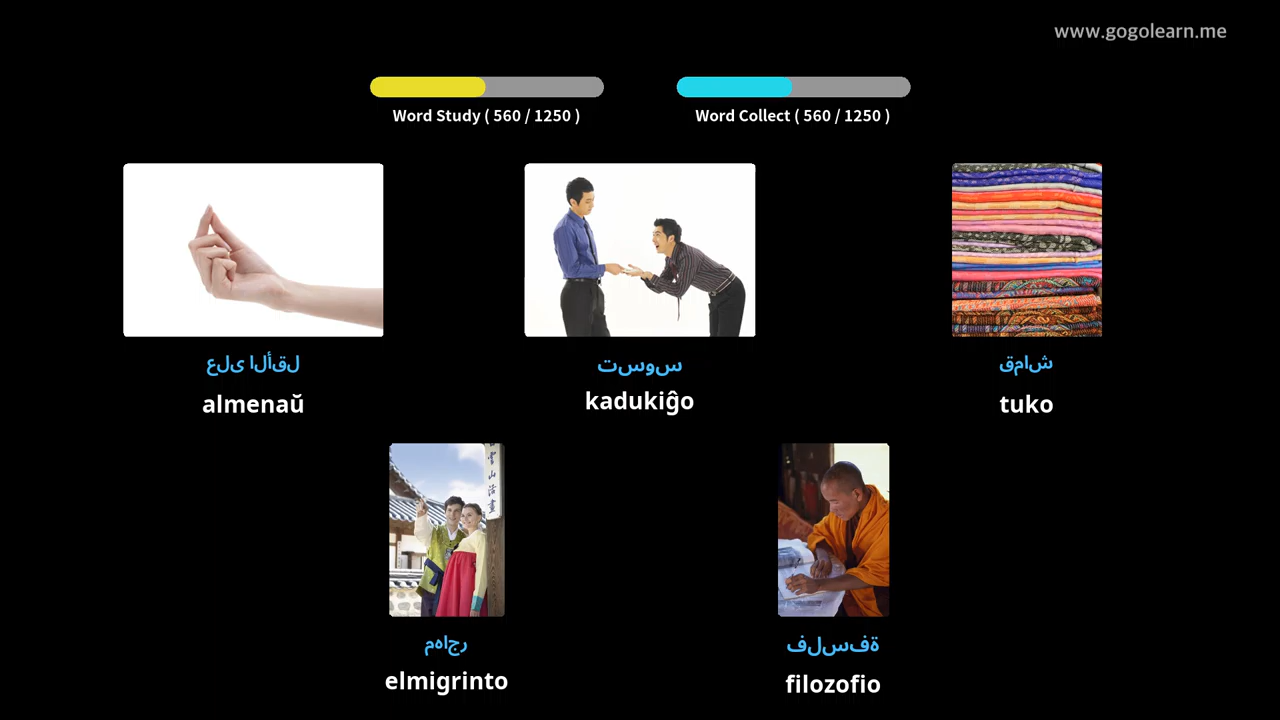 www.gogolearn.me
Word Study ( 560 / 1250 )
Word Collect ( 560 / 1250 )
على الأقل
almenaŭ
تسوس
kadukiĝo
قماش
tuko
مهاجر
elmigrinto
فلسفة
filozofio